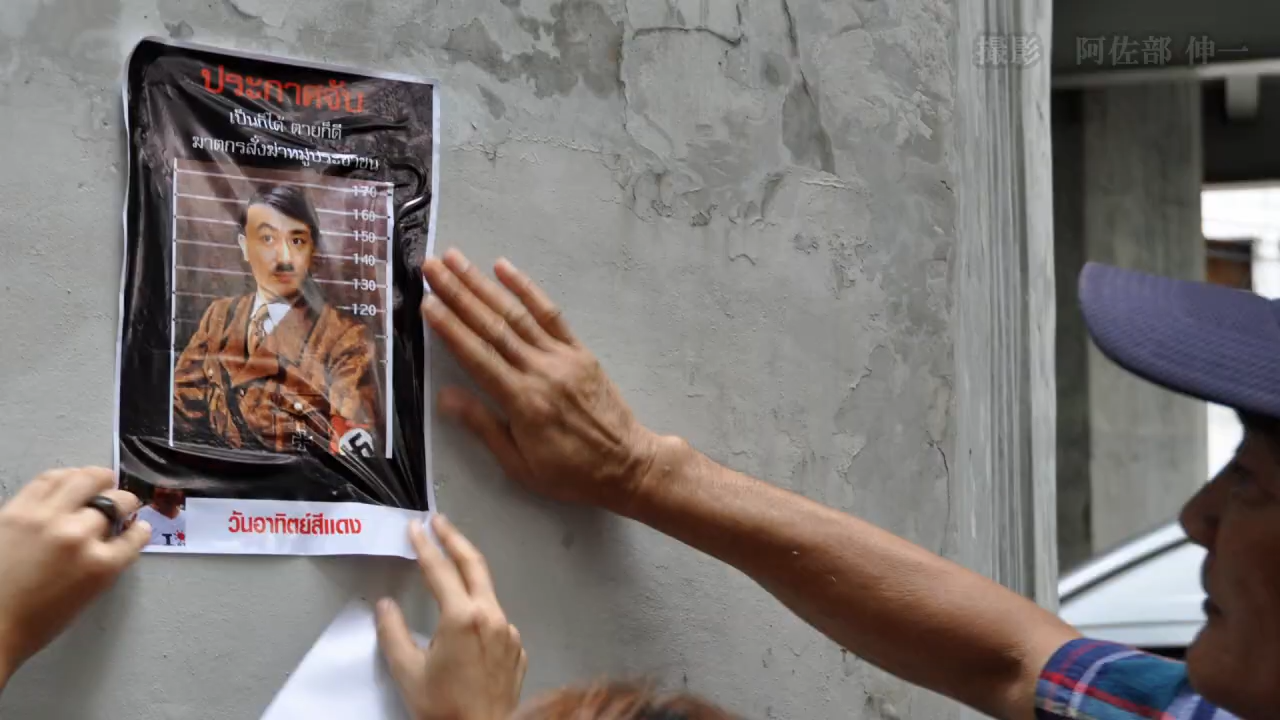 撮影 阿佐部 伸一
ประกาศจับ
เป็นก็ได้ ตายก็ดี
ฆาตกรสั่งฆ่าหมู่ประชาชน
170
160
150
140
130
120
วันอาทิตย์สีแดง